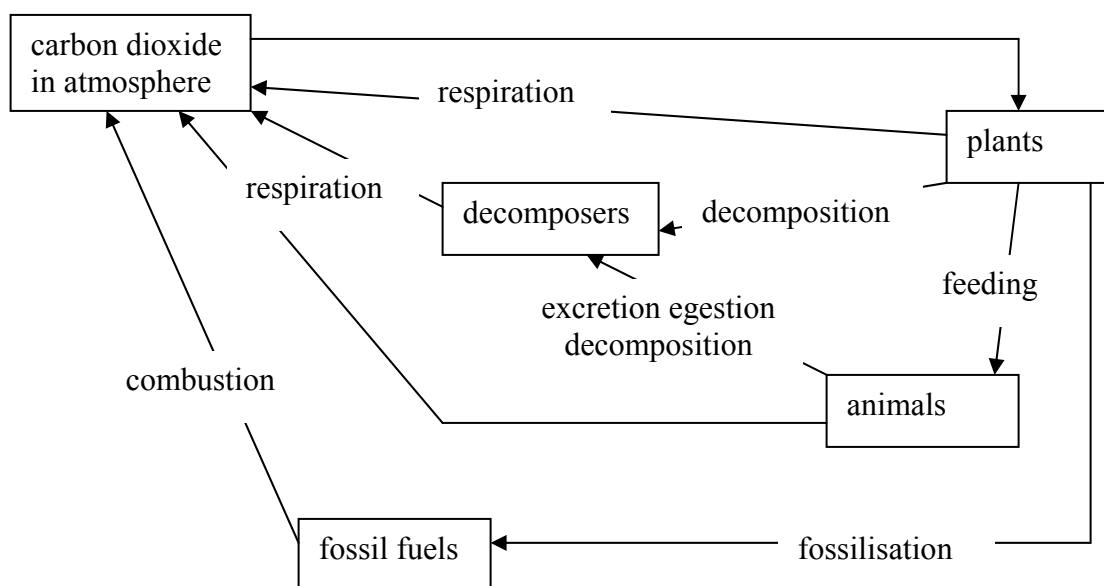 carbon dioxide
in atmosphere
respiration
plants
respiration
decomposers
decomposition
feeding
excretion egestion
decomposition
combustion
animals
fossil fuels
fossilisation